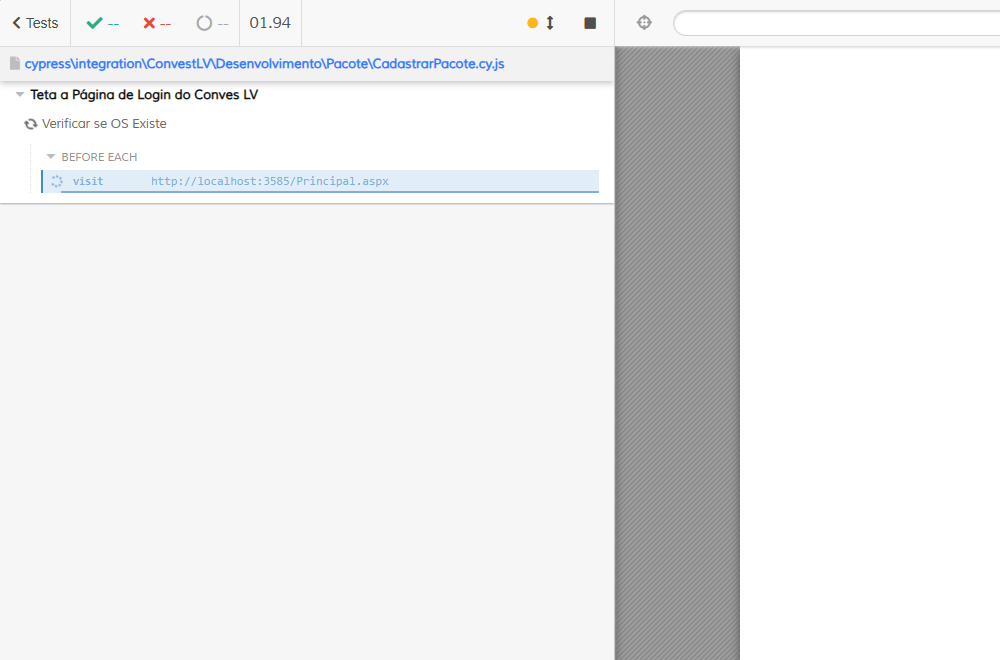 Tests -- -- -- 01.94
cypress\integration\ConvestLV\Desenvolvimento\Pacote\CadastrarPacote.cy.js
Teta a Página de Login do Conves LV
Verificar se OS Existe
BEFORE EACH
visit http://localhost:3585/Principal.aspx